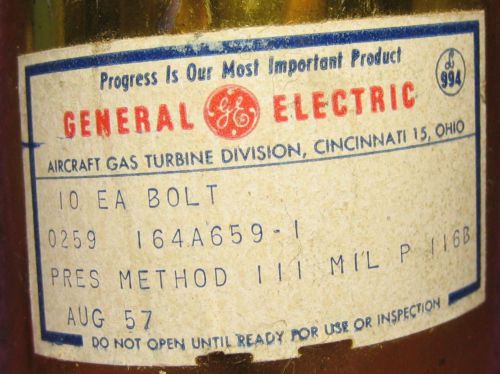 Progress Is Our Most Important Product
GENERAL GE ELECTRIC
994
AIRCRAFT GAS TURBINE DIVISION, CINCINNATI 15, OHIO
10 EA BOLT
0259 164A659-1
PRES METHOD 111 MIL P 116B
AUG 57
DO NOT OPEN UNTIL READY FOR USE OR INSPECTION